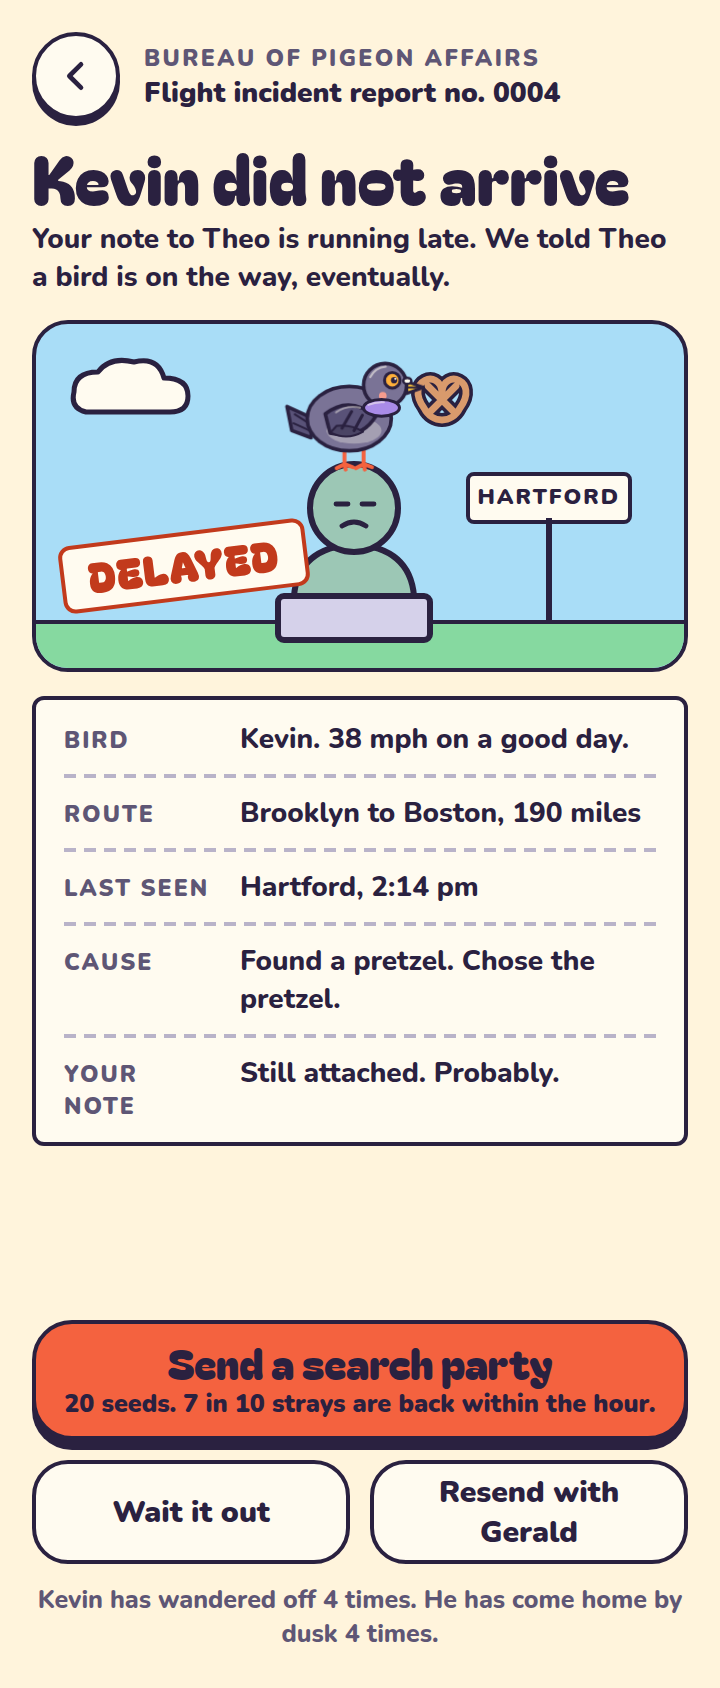 BUREAU OF PIGEON AFFAIRS
Flight incident report no. 0004
Kevin did not arrive
Your note to Theo is running late. We told Theo
a bird is on the way, eventually.
HARTFORD
DELAYED
BIRD
Kevin. 38 mph on a good day.
ROUTE
Brooklyn to Boston, 190 miles
LAST SEEN
Hartford, 2:14 pm
CAUSE
Found a pretzel. Chose the
pretzel.
YOUR
NOTE
Still attached. Probably.
Send a search party
20 seeds. 7 in 10 strays are back within the hour.
Wait it out
Resend with
Gerald
Kevin has wandered off 4 times. He has come home by
dusk 4 times.